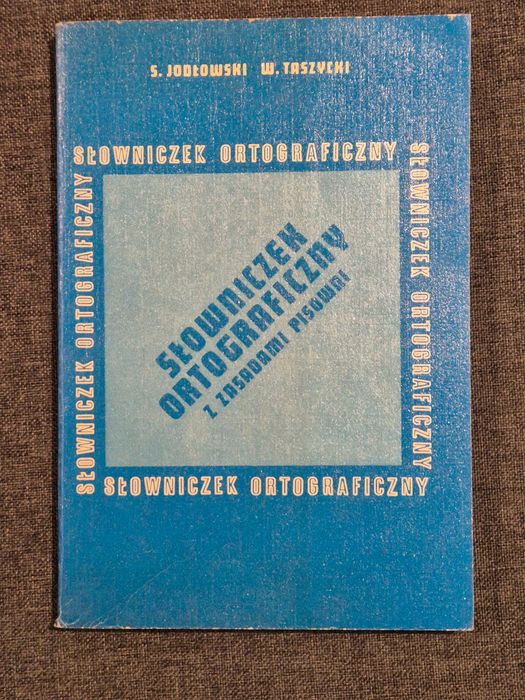 S. JODŁOWSKI W. TASZYCKI
SŁOWNICZEK ORTOGRAFICZNY
SŁOWNICZEK ORTOGRAFICZNY
SŁOWNICZEK ORTOGRAFICZNY
SŁOWNICZEK
ORTOGRAFICZNY
Z ZASADAMI PISOWNI
SŁOWNICZEK ORTOGRAFICZNY